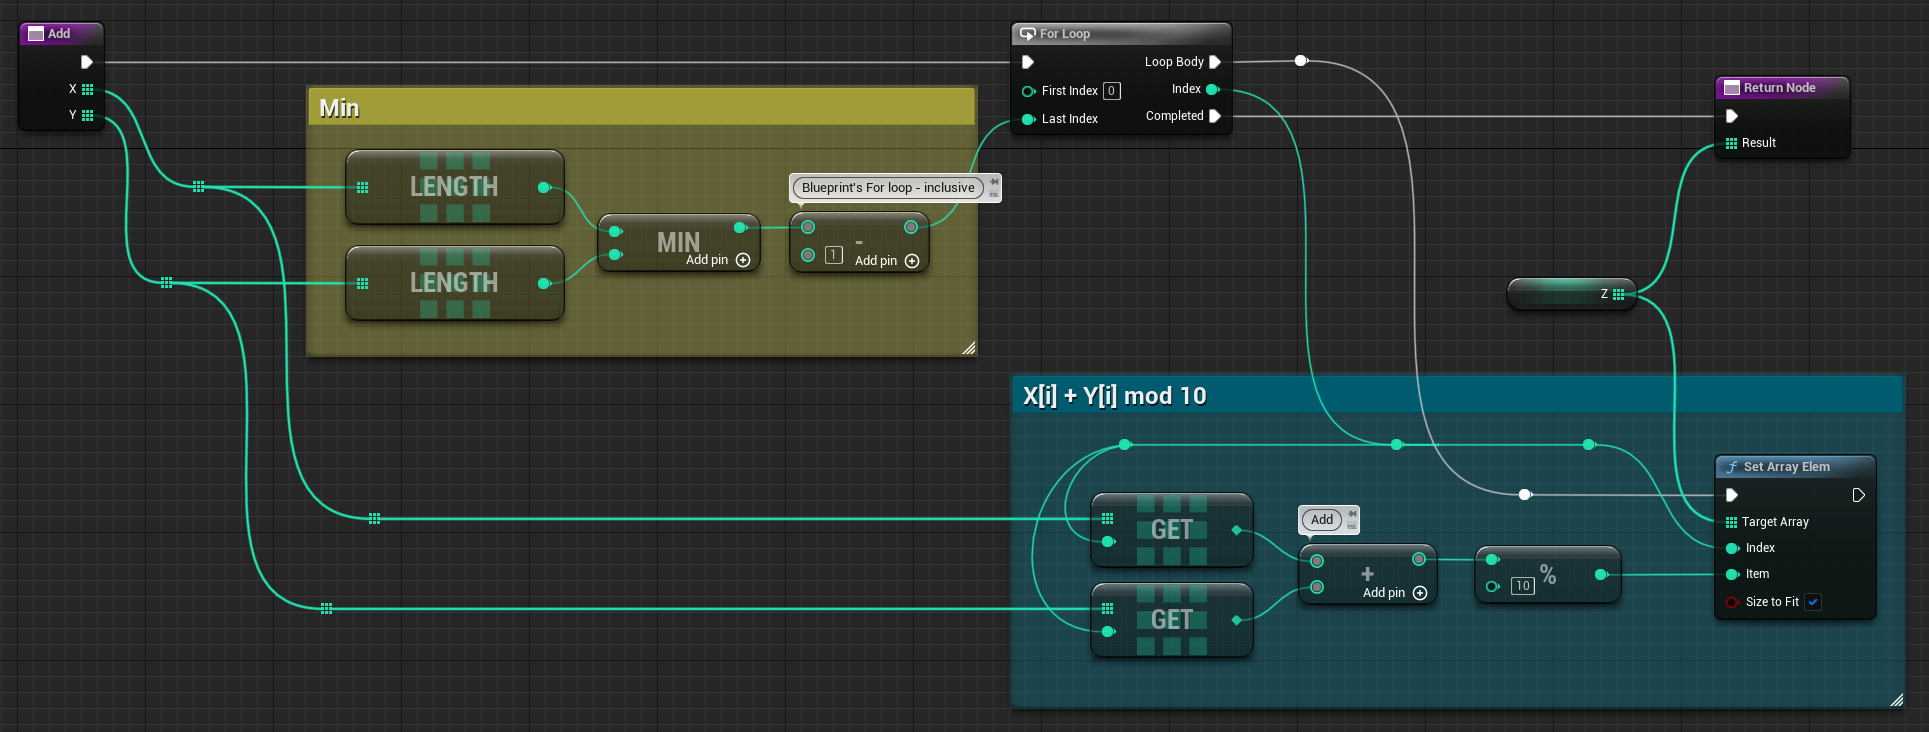 Add
X
Y
Min
LENGTH
LENGTH
MIN
Add pin
Blueprint's For loop - inclusive
-
1
Add pin
For Loop
Loop Body
First Index 0
Index
Last Index
Completed
Return Node
Result
Z
X[i] + Y[i] mod 10
GET
GET
Add
+
Add pin
%
10
Set Array Elem
Target Array
Index
Item
Size to Fit